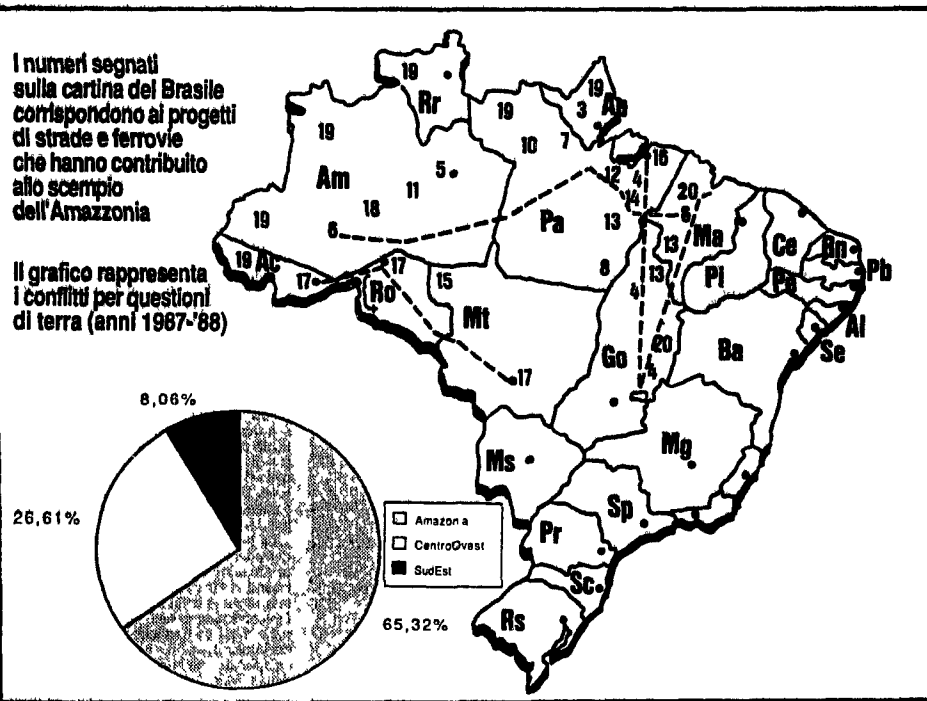 I numeri segnati
sulla cartina del Brasile
corrispondono ai progetti
di strade e ferrovie
che hanno contribuito
allo scempio
dell'Amazzonia
Il grafico rappresenta
i conflitti per questioni
di terra (anni 1987-'88)
19
Rr
19
19
3
Ap
7
10
19
16
5
12
4
Am
11
14
20
18
Pa
13
6
Ma
6
19
13
Ce
Rn
19
Ac
17
17
15
8
13
Pi
Pb
Ro
4
Mt
Al
Go
20
Ba
Se
4
17
Mg
Ms
Sp
Pr
Sc
Rs
8,06%
26,61%
65,32%
Amazon a
CentroOvest
SudEst